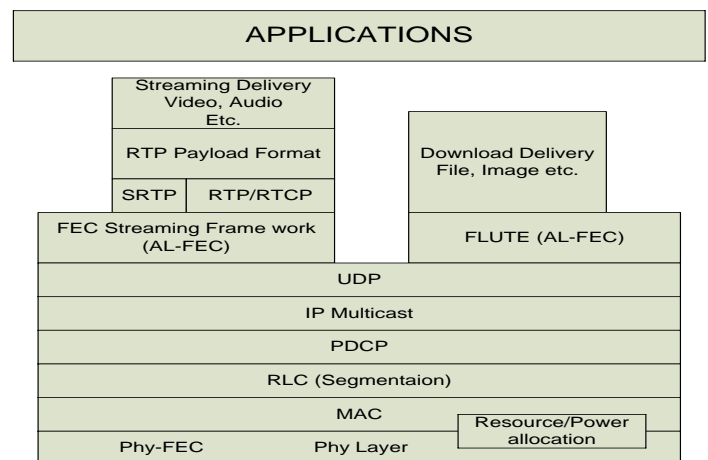 APPLICATIONS
Streaming Delivery
Video, Audio
Etc.
RTP Payload Format
SRTP
RTP/RTCP
FEC Streaming Frame work
(AL-FEC)
Download Delivery
File, Image etc.
FLUTE (AL-FEC)
UDP
IP Multicast
PDCP
RLC (Segmentaion)
MAC
Resource/Power
allocation
Phy-FEC
Phy Layer